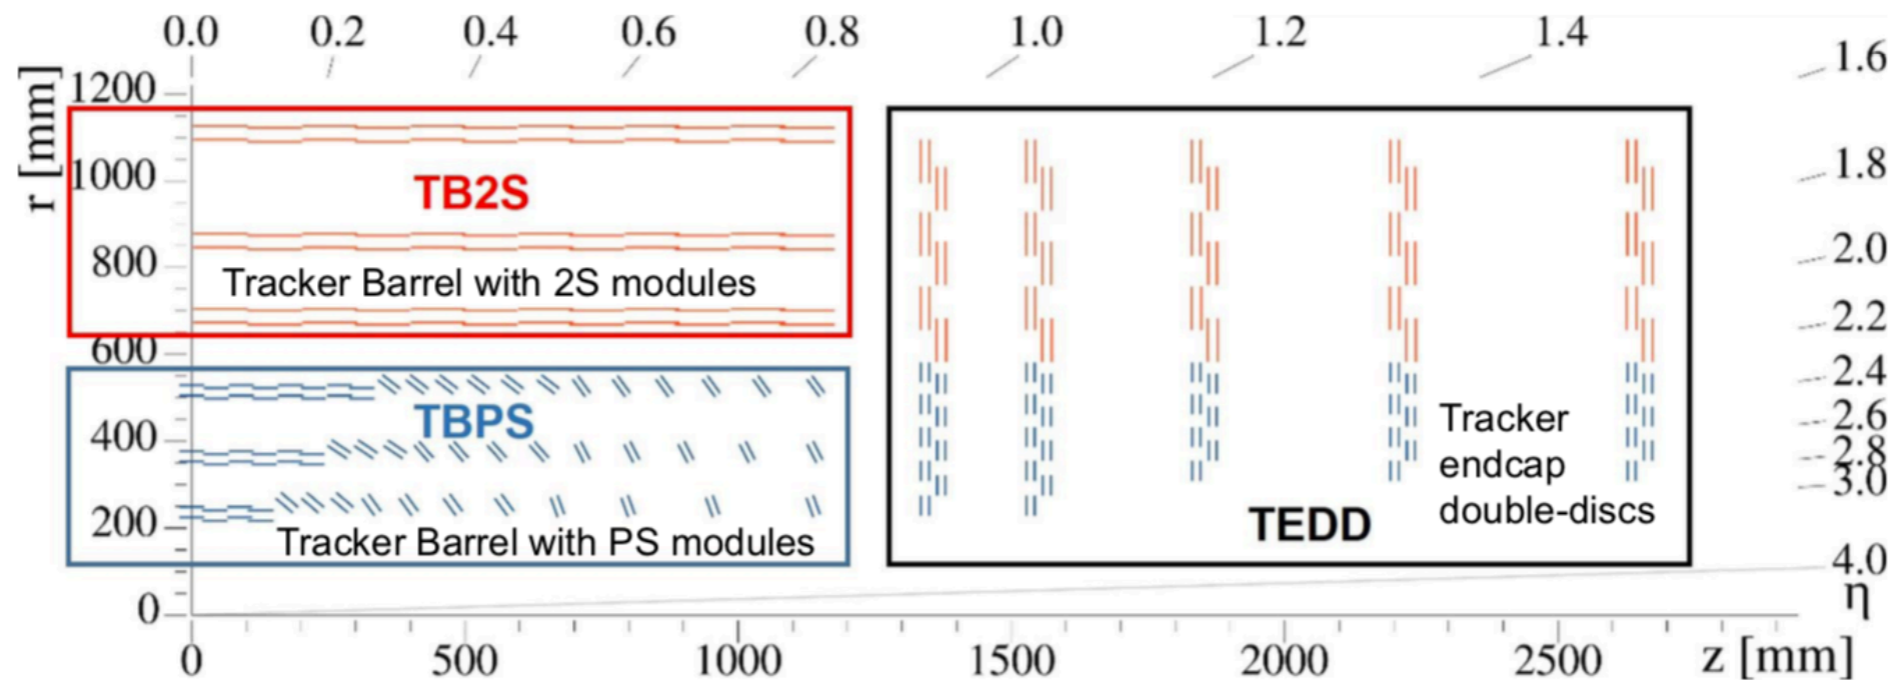 0.0 0.2 0.4 0.6 0.8 1.0 1.2 1.4 1.6
r [mm]
1200
1000
800
600
400
200
0
TB2S
Tracker Barrel with 2S modules
TBPS
Tracker Barrel with PS modules
Tracker
endcap
double-discs
TEDD
1.8
2.0
2.2
2.4
2.6
2.8
3.0
4.0
η
0 500 1000 1500 2000 2500 z [mm]